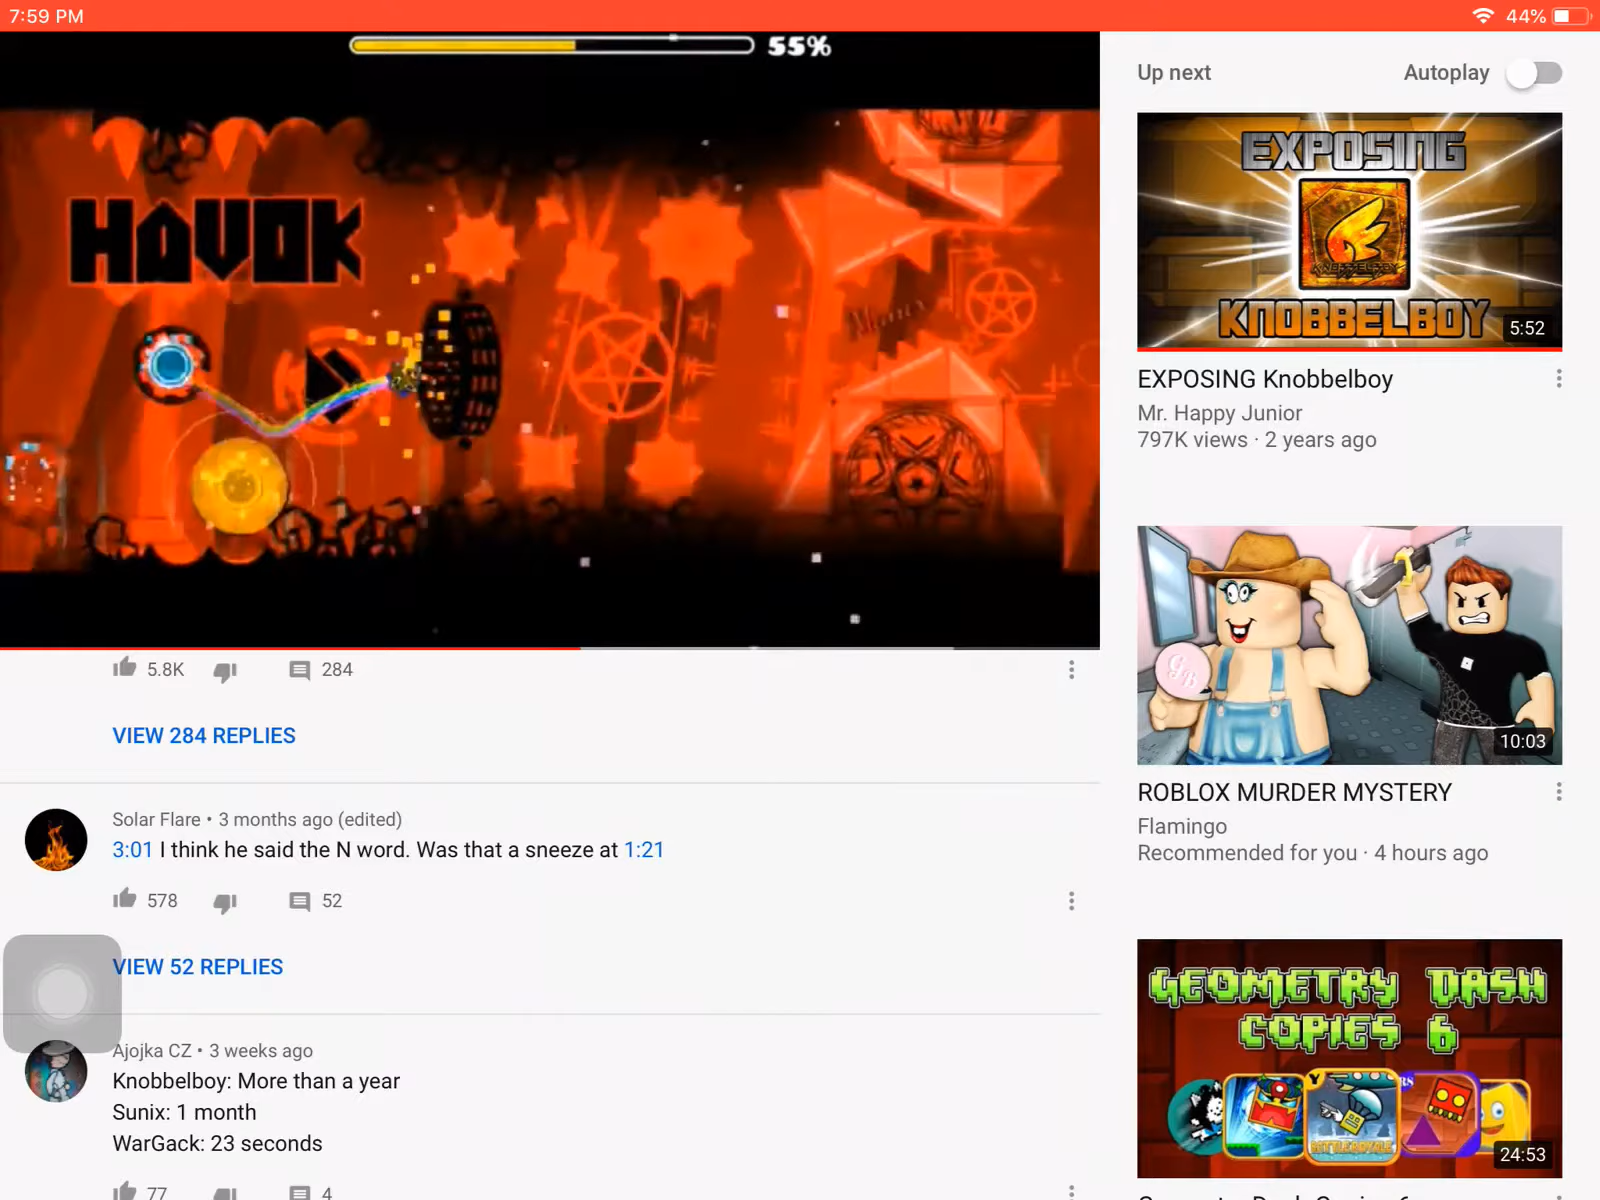 7:59 PM
44%
55%
HAVOK
5.8K
284
VIEW 284 REPLIES
Solar Flare • 3 months ago (edited)
3:01 I think he said the N word. Was that a sneeze at 1:21
578
52
VIEW 52 REPLIES
Ajojka CZ • 3 weeks ago
Knobbelboy: More than a year
Sunix: 1 month
WarGack: 23 seconds
77
4
Up next
Autoplay
EXPOSING
KNOBBELBOY
KNOBBELBOY
5:52
EXPOSING Knobbelboy
Mr. Happy Junior
797K views · 2 years ago
GB
10:03
ROBLOX MURDER MYSTERY
Flamingo
Recommended for you · 4 hours ago
GEOMETRY DASH
COPIES 6
BATTLE ROYALE
24:53